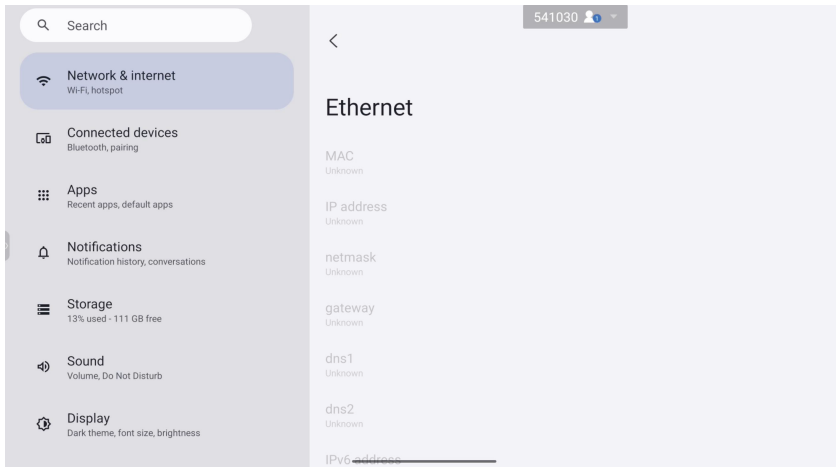 541030
Search
Network & internet
Wi-Fi, hotspot
Connected devices
Bluetooth, pairing
Apps
Recent apps, default apps
Notifications
Notification history, conversations
Storage
13% used - 111 GB free
Sound
Volume, Do Not Disturb
Display
Dark theme, font size, brightness
Ethernet
MAC
Unknown
IP address
Unknown
netmask
Unknown
gateway
Unknown
dns1
Unknown
dns2
Unknown
IPv6 address